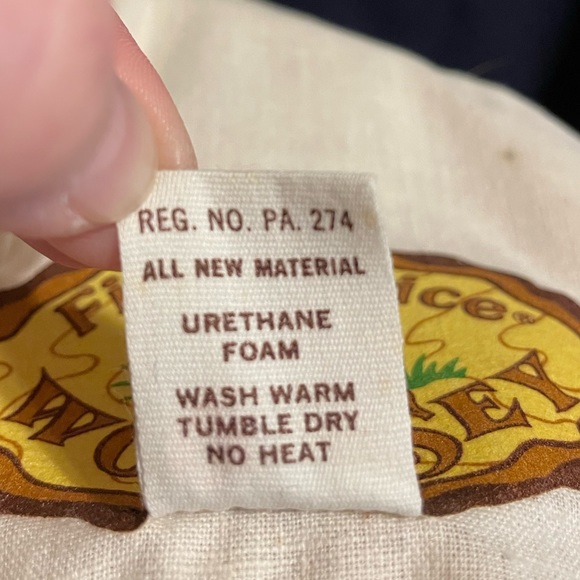 REG. NO. PA. 274
ALL NEW MATERIAL
URETHANE
FOAM
WASH WARM
TUMBLE DRY
NO HEAT